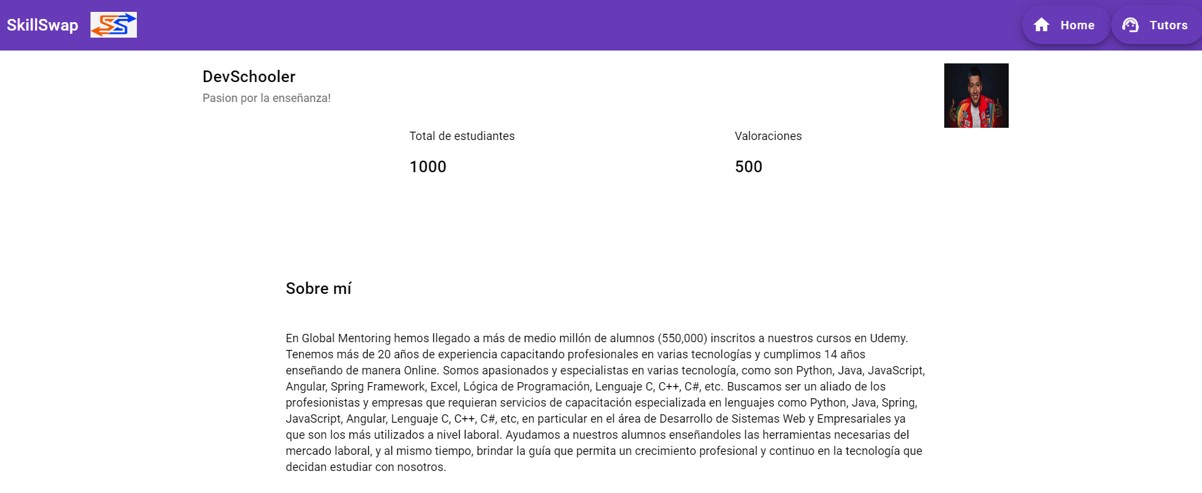 SkillSwap SS Home Tutors
DevSchooler
Pasion por la enseñanza!
Total de estudiantes Valoraciones
1000 500
Sobre mí
En Global Mentoring hemos llegado a más de medio millón de alumnos (550,000) inscritos a nuestros cursos en Udemy.
Tenemos más de 20 años de experiencia capacitando profesionales en varias tecnologías y cumplimos 14 años
enseñando de manera Online. Somos apasionados y especialistas en varias tecnología, como son Python, Java, JavaScript,
Angular, Spring Framework, Excel, Lógica de Programación, Lenguaje C, C++, C#, etc. Buscamos ser un aliado de los
profesionistas y empresas que requieran servicios de capacitación especializada en lenguajes como Python, Java, Spring,
JavaScript, Angular, Lenguaje C, C++, C#, etc, en particular en el área de Desarrollo de Sistemas Web y Empresariales ya
que son los más utilizados a nivel laboral. Ayudamos a nuestros alumnos enseñandoles las herramientas necesarias del
mercado laboral, y al mismo tiempo, brindar la guía que permita un crecimiento profesional y continuo en la tecnología que
decidan estudiar con nosotros.